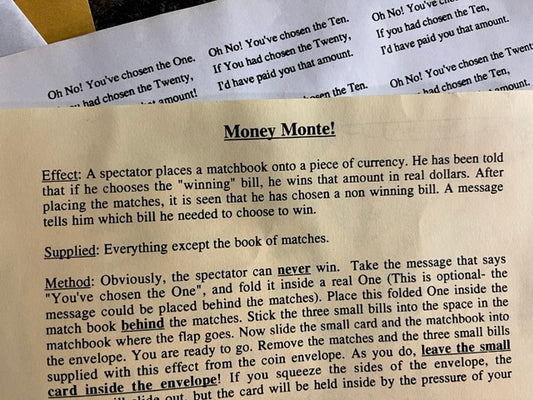 Oh No! You've chosen the One.
had chosen the Twenty,
that amount!
Oh No! You've chosen the Ten.
If You had chosen the Twenty,
I'd have paid you that amount.
chosen the Ten.
Oh No! You've
If you had chosen the Ten,
I'd have paid you that amount.
Oh No! You've chosen the Twenty
had chosen the Ten,
amount.
Money Monte!
Effect: A spectator places a matchbook onto a piece of currency. He has been told
that if he chooses the "winning" bill, he wins that amount in real dollars. After
placing the matches, it is seen that he has chosen a non winning bill. A message
tells him which bill he needed to choose to win.
Supplied: Everything except the book of matches.
Method: Obviously, the spectator can never win. Take the message that says
"You've chosen the One", and fold it inside a real One (This is optional- the
message could be placed behind the matches). Place this folded One inside the
match book behind the matches. Stick the three small bills into the space in the
matchbook where the flap goes. Now slide the small card and the matchbook into
the envelope. You are ready to go. Remove the matches and the three small bills
supplied with this effect from the coin envelope. As you do, leave the small
card inside the envelope! If you squeeze the sides of the envelope, the
slide out, but the card will be held inside by the pressure of your